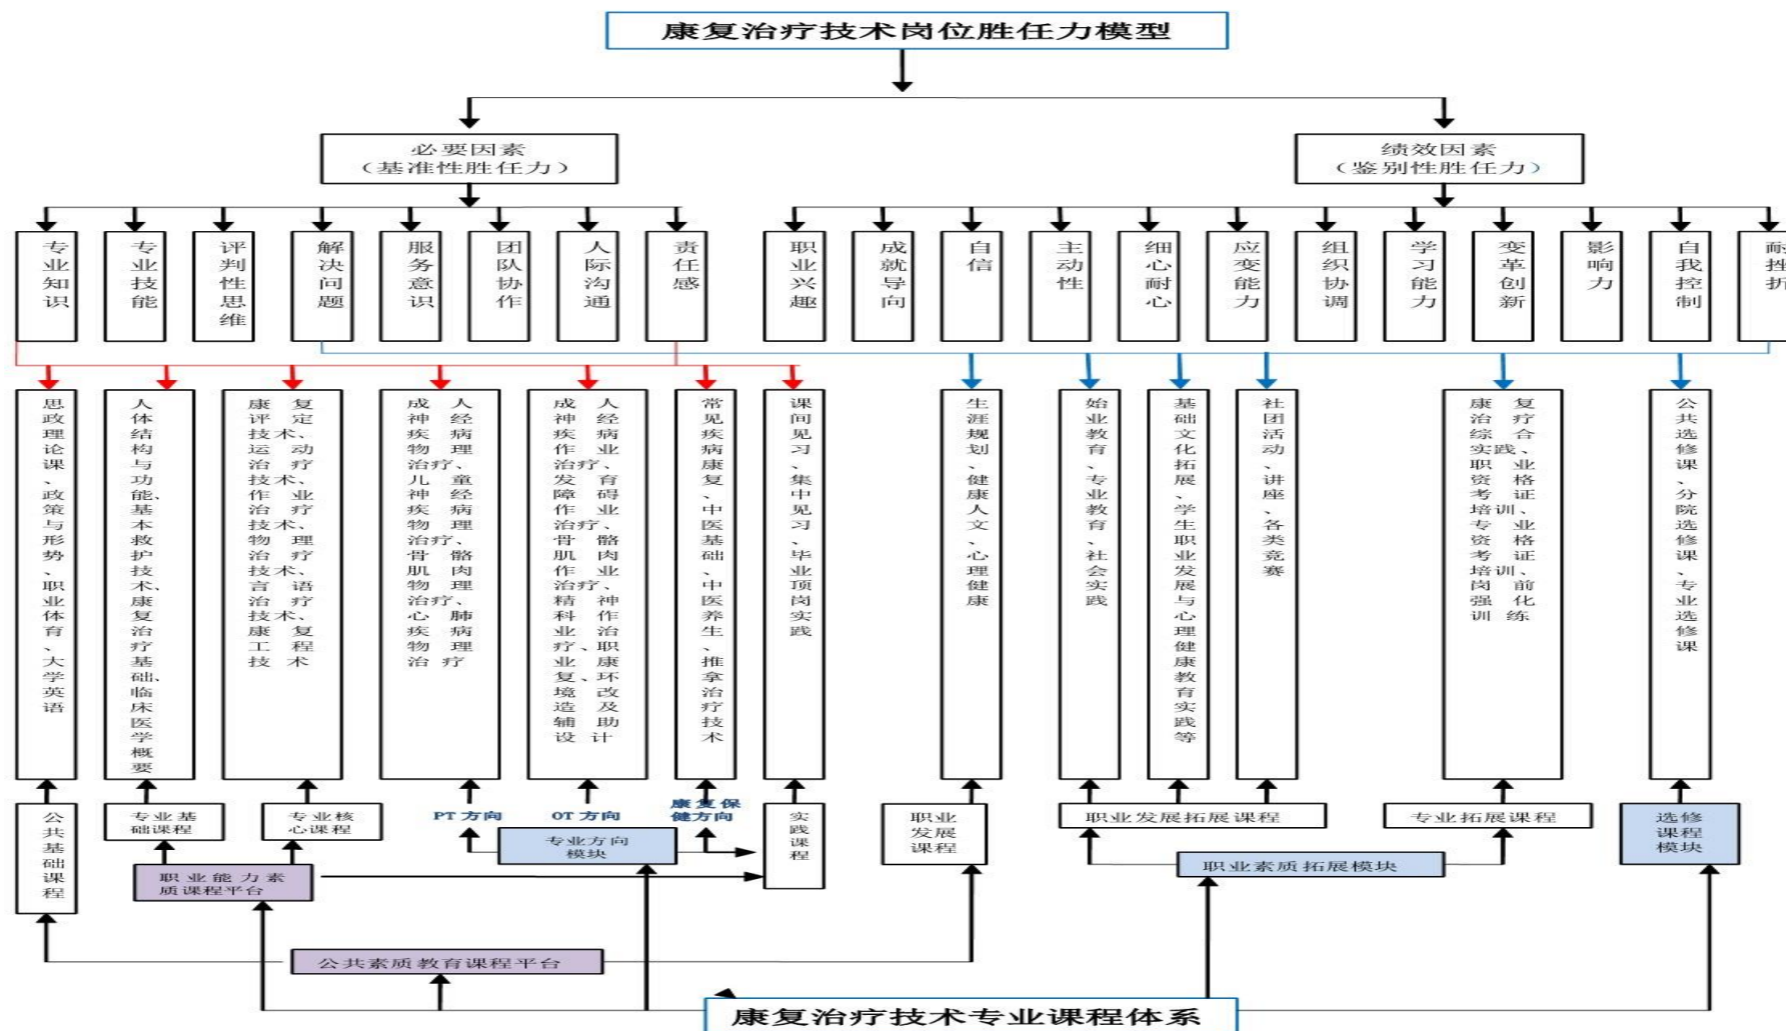 康复治疗技术岗位胜任力模型
必要因素
（基准性胜任力）
绩效因素
（鉴别性胜任力）
专业知识
专业技能
评判性思维
解决问题
服务意识
团队协作
人际沟通
责任感
职业兴趣
成就导向
自信
主动性
细心耐心
应变能力
组织协调
学习能力
变革创新
影响力
自我控制
耐挫折
思政理论课、政策与形势、职业体育、大学英语
人体结构与功能、基本救护技术、康复治疗基础、临床医学概要
康复
评定
技术、
运动
治疗
技术、
作业
治疗
技术、
物理
治疗
技术、
言语
治疗
技术、
康复
工程
技术
成人
神经
疾病
物理
治疗、
儿童
神经
疾病
物理
治疗、
骨骼
肌肉
物理
治疗、
心肺
疾病
物理
治疗
成人
神经
疾病
作业
治疗、
发育
障碍
作业
治疗、
骨骼
肌肉
作业
治疗、
精神
科作
业治
疗、职
业康
复、环
境改
造及
辅助
设计
常见疾病康复、中医基础、中医养生、推拿治疗技术
课间见习、集中见习、毕业顶岗实践
生涯规划、健康人文、心理健康
始业教育、专业教育、社会实践
基础文化拓展、学生职业发展与心理健康教育实践等
社团活动、讲座、各类竞赛
康复
治疗
综合
实践、
职业
资格
考证
培训、
专业
资格
考证
培训、
岗前
强化
训练
公共选修课、分院选修课、专业选修课
公共基础课程
专业基
础课程
专业核
心课程
PT方向
OT方向
康复保
健方向
实践课程
职业
发展
课程
职业发展拓展课程
专业拓展课程
选修
课程
模块
专业方向
模块
职业能力素
质课程平台
职业素质拓展模块
公共素质教育课程平台
康复治疗技术专业课程体系